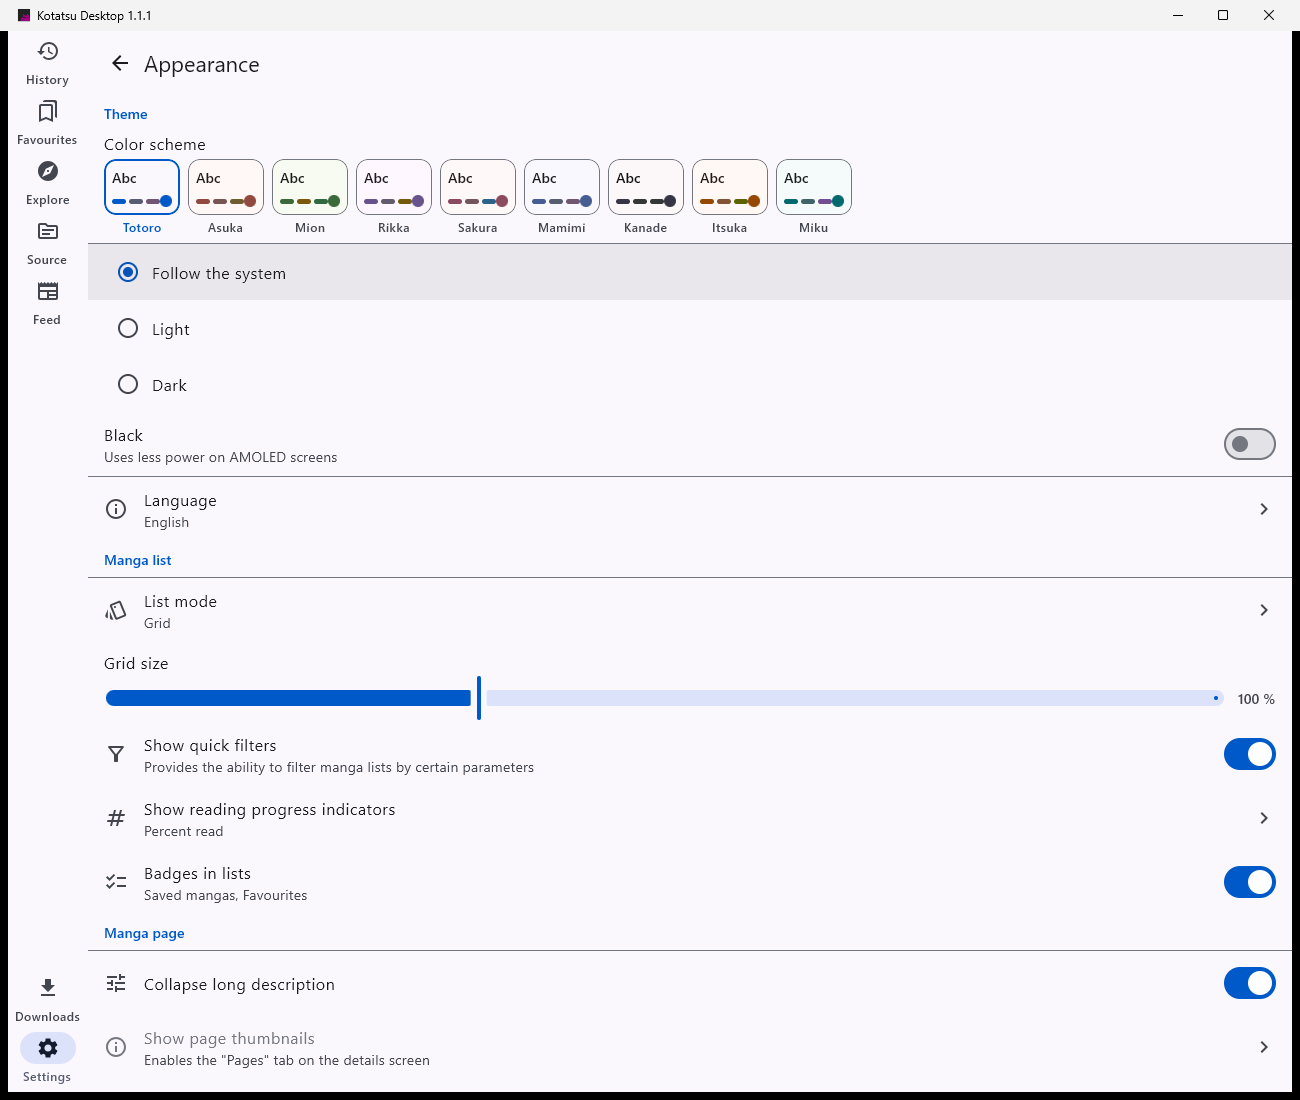 Kotatsu Desktop 1.1.1
History
Favourites
Explore
Source
Feed
Downloads
Settings
Appearance
Theme
Color scheme
Abc Abc Abc Abc Abc Abc Abc Abc Abc
Totoro Asuka Mion Rikka Sakura Mamimi Kanade Itsuka Miku
Follow the system
Light
Dark
Black
Uses less power on AMOLED screens
Language
English
Manga list
List mode
Grid
Grid size
100 %
Show quick filters
Provides the ability to filter manga lists by certain parameters
Show reading progress indicators
Percent read
Badges in lists
Saved mangas, Favourites
Manga page
Collapse long description
Show page thumbnails
Enables the "Pages" tab on the details screen